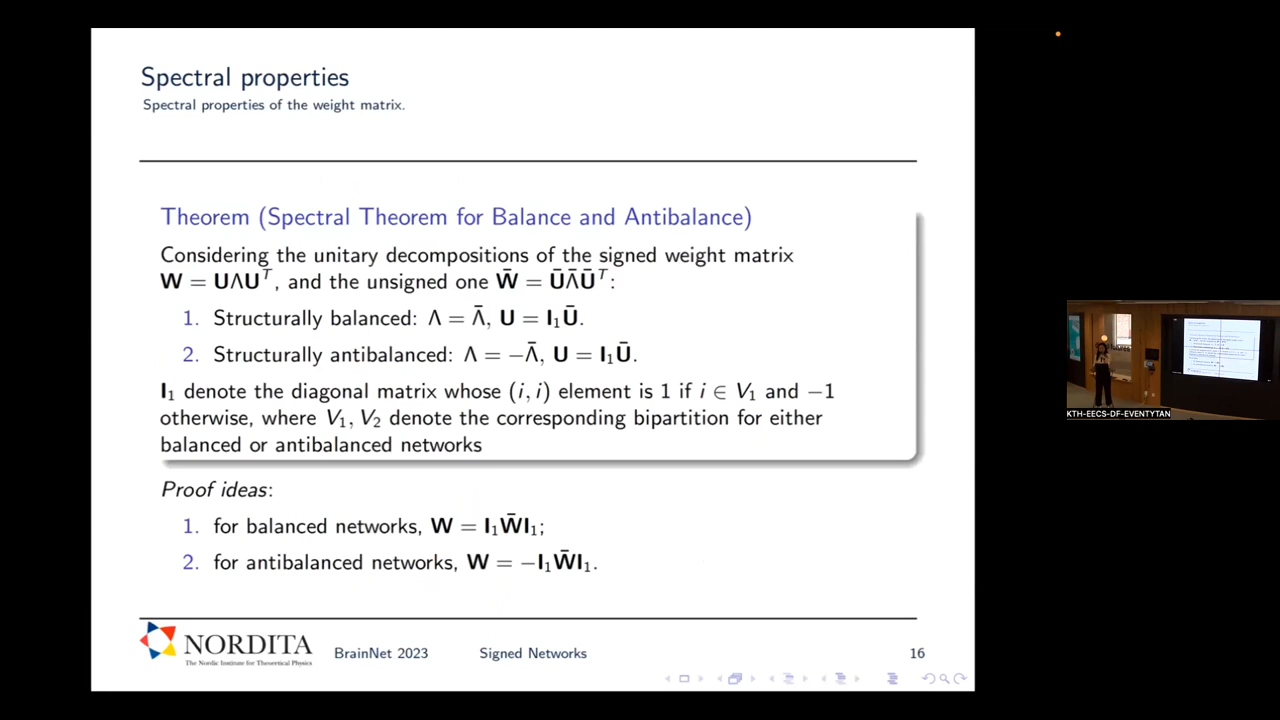 Spectral properties
Spectral properties of the weight matrix.
Theorem (Spectral Theorem for Balance and Antibalance)
Considering the unitary decompositions of the signed weight matrix
W = UΛUᵀ, and the unsigned one W̄ = ŪΛ̄Ūᵀ:
1. Structurally balanced: Λ = Λ̄, U = I₁Ū.
2. Structurally antibalanced: Λ = −Λ̄, U = I₁Ū.
I₁ denote the diagonal matrix whose (i, i) element is 1 if i ∈ V₁ and −1
otherwise, where V₁, V₂ denote the corresponding bipartition for either
balanced or antibalanced networks
Proof ideas:
1. for balanced networks, W = I₁W̄I₁;
2. for antibalanced networks, W = −I₁W̄I₁.
NORDITA
The Nordic Institute for Theoretical Physics
BrainNet 2023 Signed Networks 16
KTH-EECS-DF-EVENTYTAN